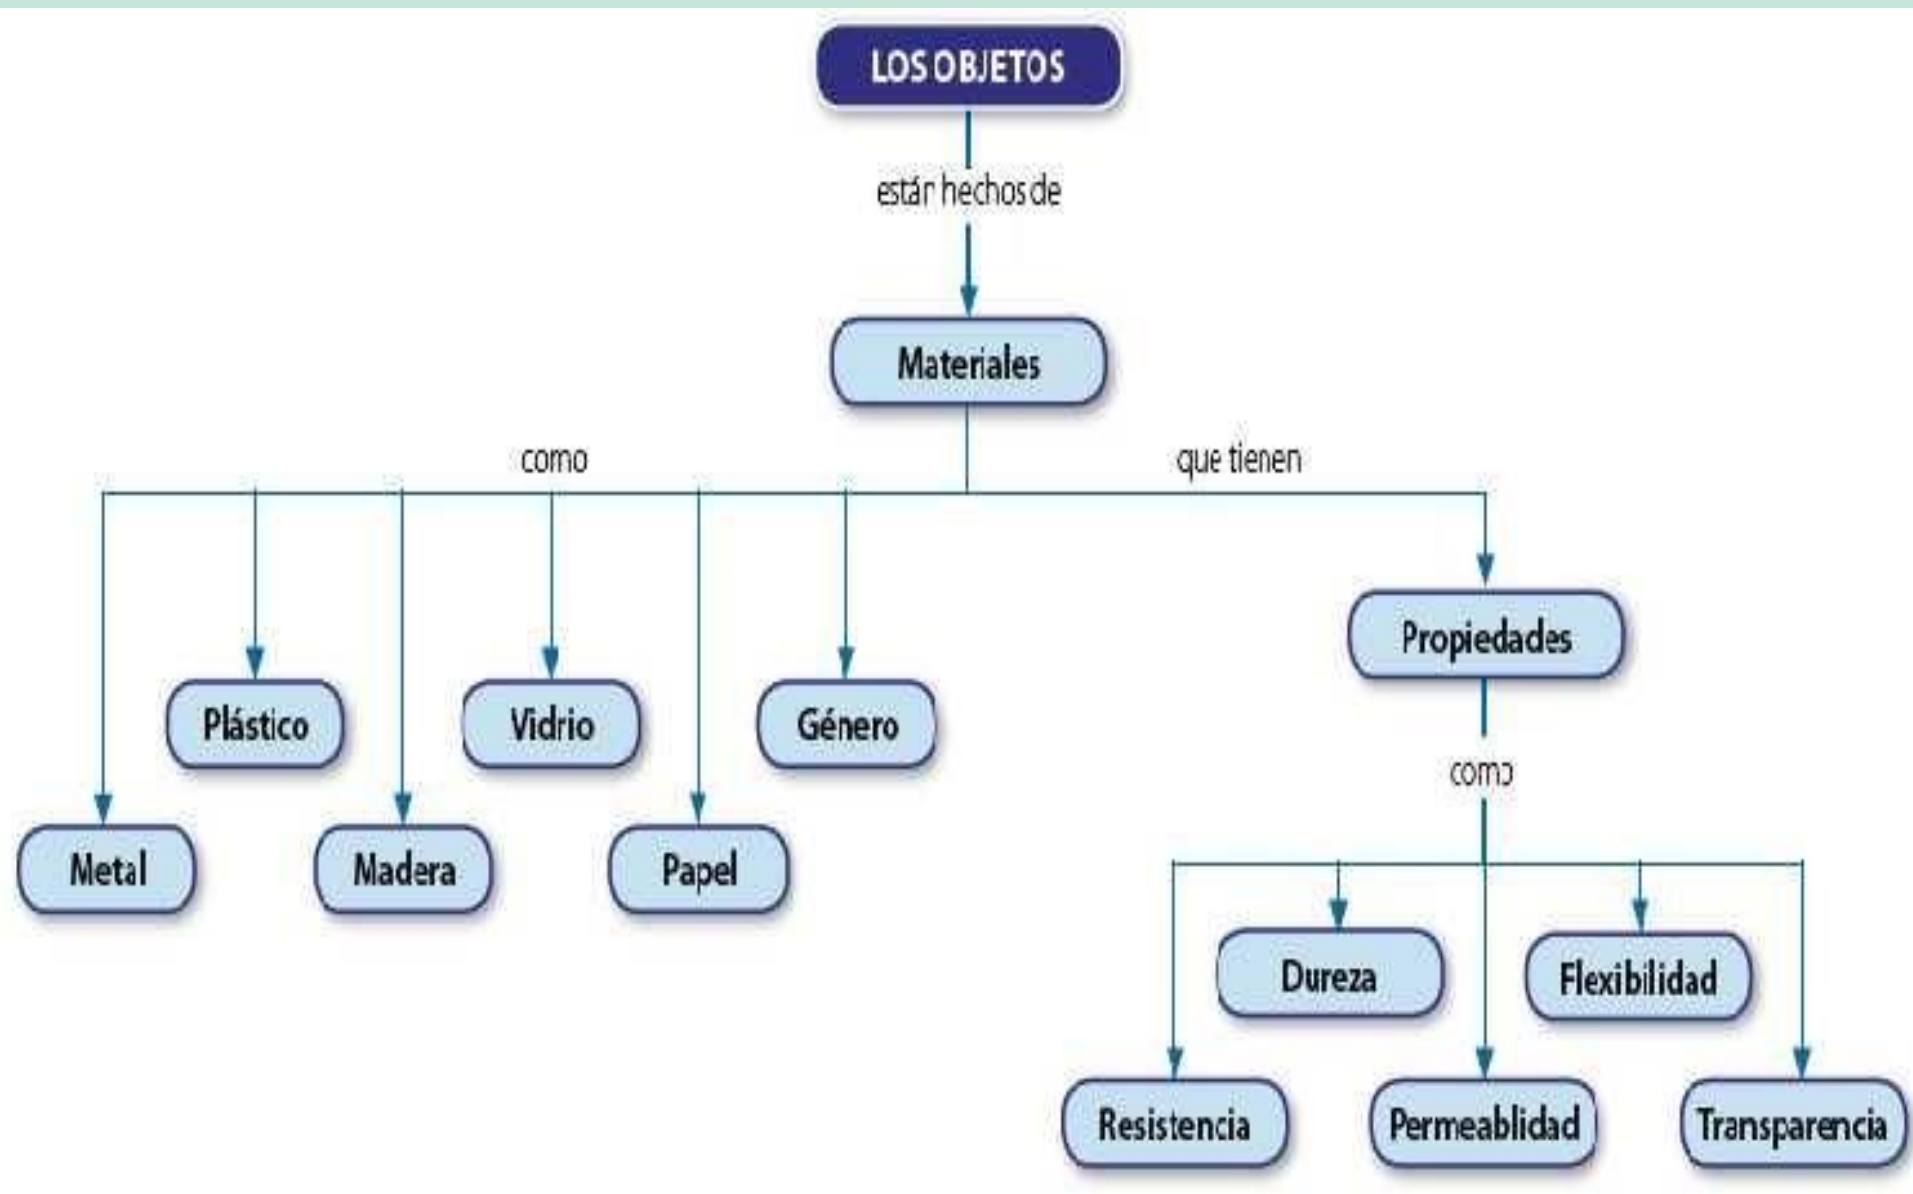 LOS OBJETOS
están hechos de
Materiales
como
que tienen
Plástico
Vidrio
Género
Metal
Madera
Papel
Propiedades
como
Dureza
Flexibilidad
Resistencia
Permeablidad
Transparencia